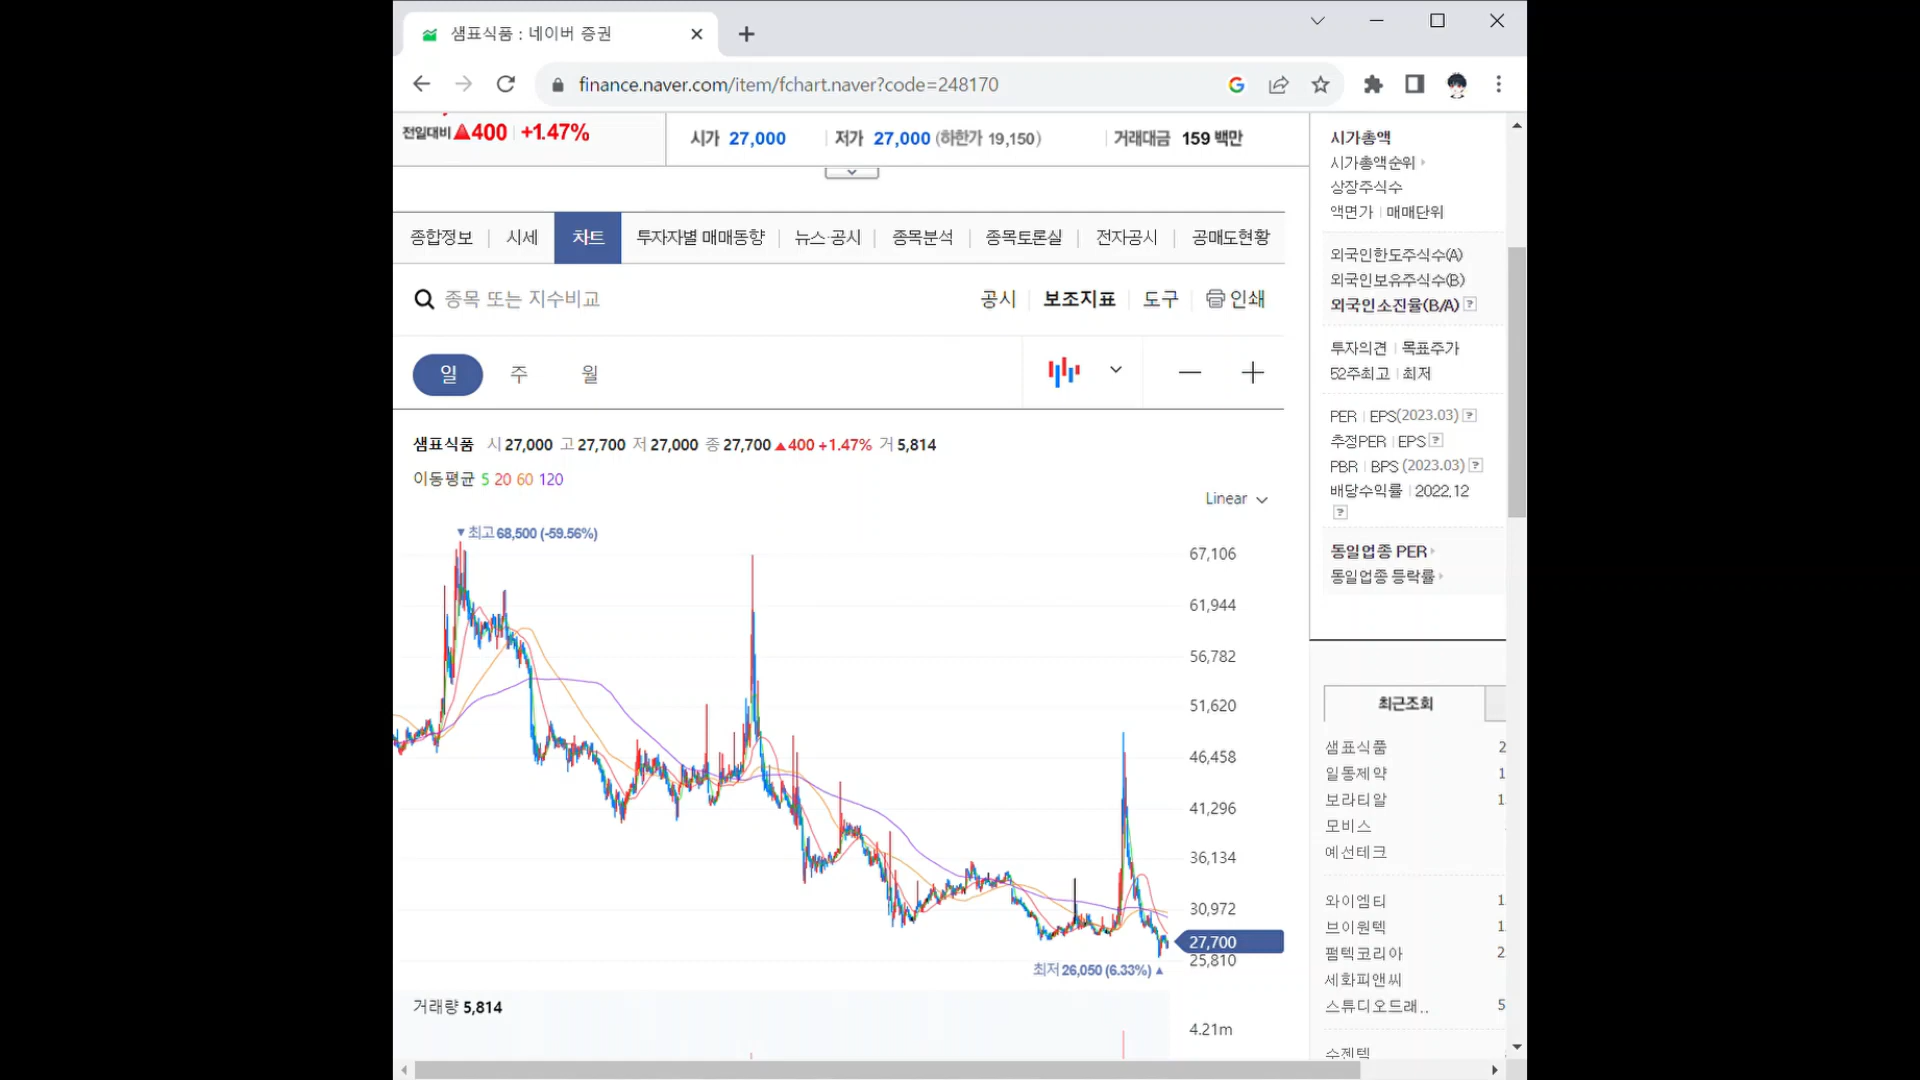 샘표식품 : 네이버 증권
finance.naver.com/item/fchart.naver?code=248170
전일대비 ▲400 +1.47%
시가 27,000 저가 27,000 (하한가 19,150) 거래대금 159 백만
종합정보 시세 차트 투자자별 매매동향 뉴스·공시 종목분석 종목토론실 전자공시 공매도현황
종목 또는 지수비교 공시 보조지표 도구 인쇄
일 주 월
샘표식품 시 27,000 고 27,700 저 27,000 종 27,700 ▲400 +1.47% 거 5,814
이동평균 5 20 60 120
Linear
▼최고 68,500 (-59.56%)
67,106
61,944
56,782
51,620
46,458
41,296
36,134
30,972
27,700
25,810
최저 26,050 (6.33%) ▲
거래량 5,814
4.21m
시가총액
시가총액순위
상장주식수
액면가 매매단위
외국인한도주식수(A)
외국인보유주식수(B)
외국인소진율(B/A) ?
투자의견 목표주가
52주최고 최저
PER EPS(2023.03) ?
추정PER EPS ?
PBR BPS (2023.03) ?
배당수익률 2022.12
?
동일업종 PER
동일업종 등락률
최근조회
샘표식품 2
일동제약 1
보라티알 1
모비스
예선테크
와이엠티 1
브이원텍 1
펌텍코리아 2
세화피앤씨
스튜디오드래.. 5
수젠텍